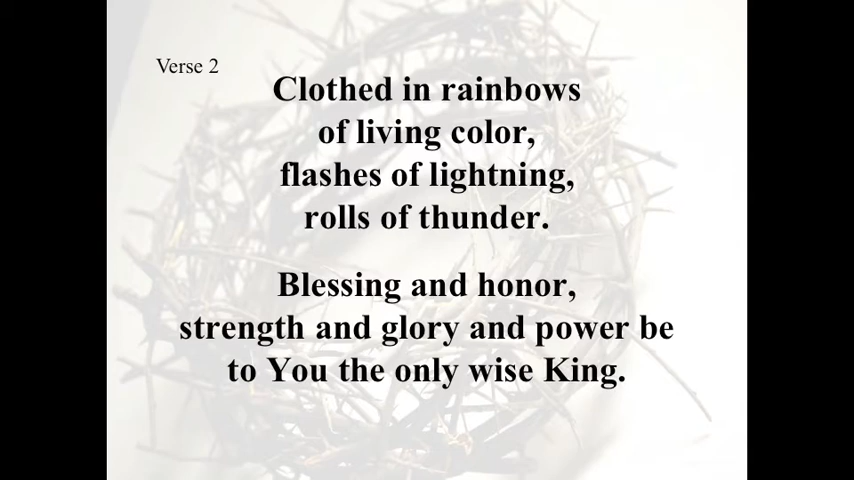 Verse 2
Clothed in rainbows
of living color,
flashes of lightning,
rolls of thunder.
Blessing and honor,
strength and glory and power be
to You the only wise King.